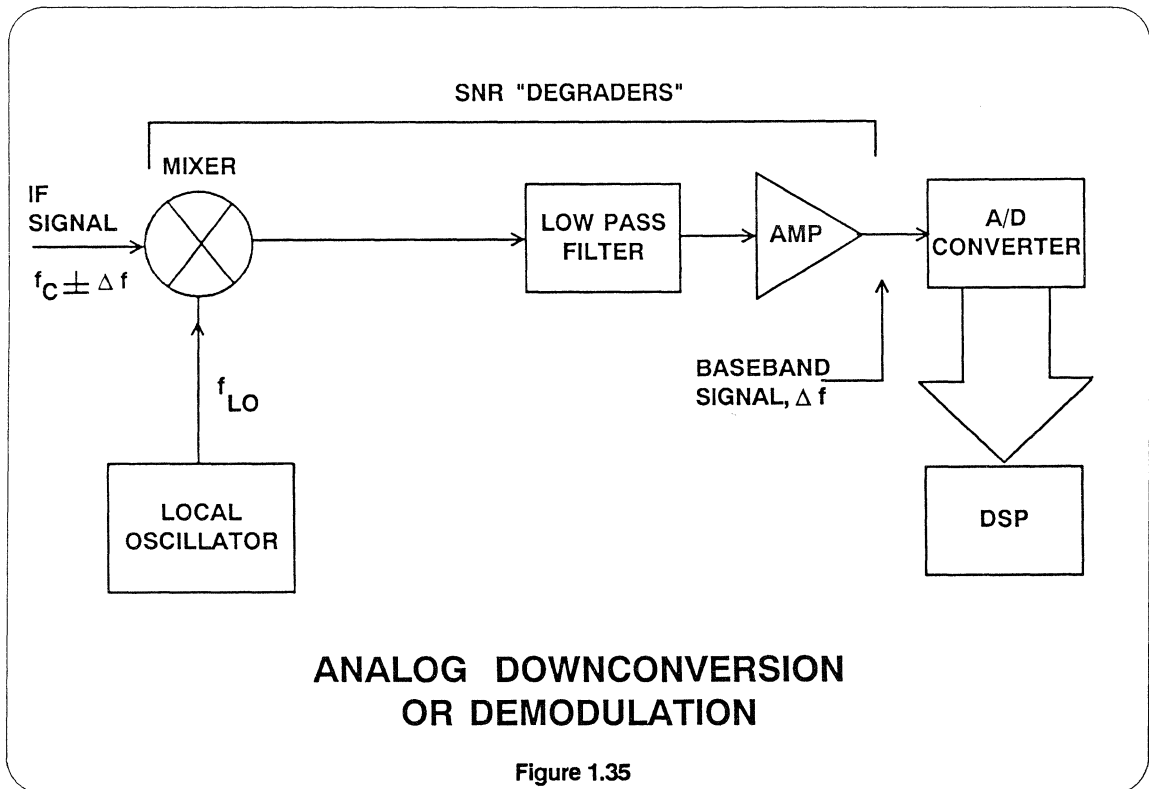 SNR "DEGRADERS"
MIXER
IF
SIGNAL
f_C ± Δ f
f_LO
LOCAL
OSCILLATOR
LOW PASS
FILTER
AMP
BASEBAND
SIGNAL, Δ f
A/D
CONVERTER
DSP
ANALOG DOWNCONVERSION
OR DEMODULATION
Figure 1.35